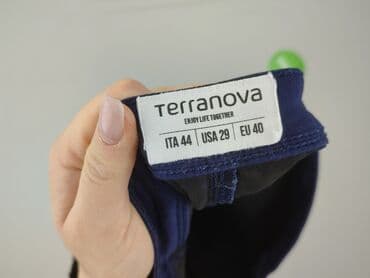 Terranova
ENJOY LIFE TOGETHER
ITA 44 | USA 29 | EU 40